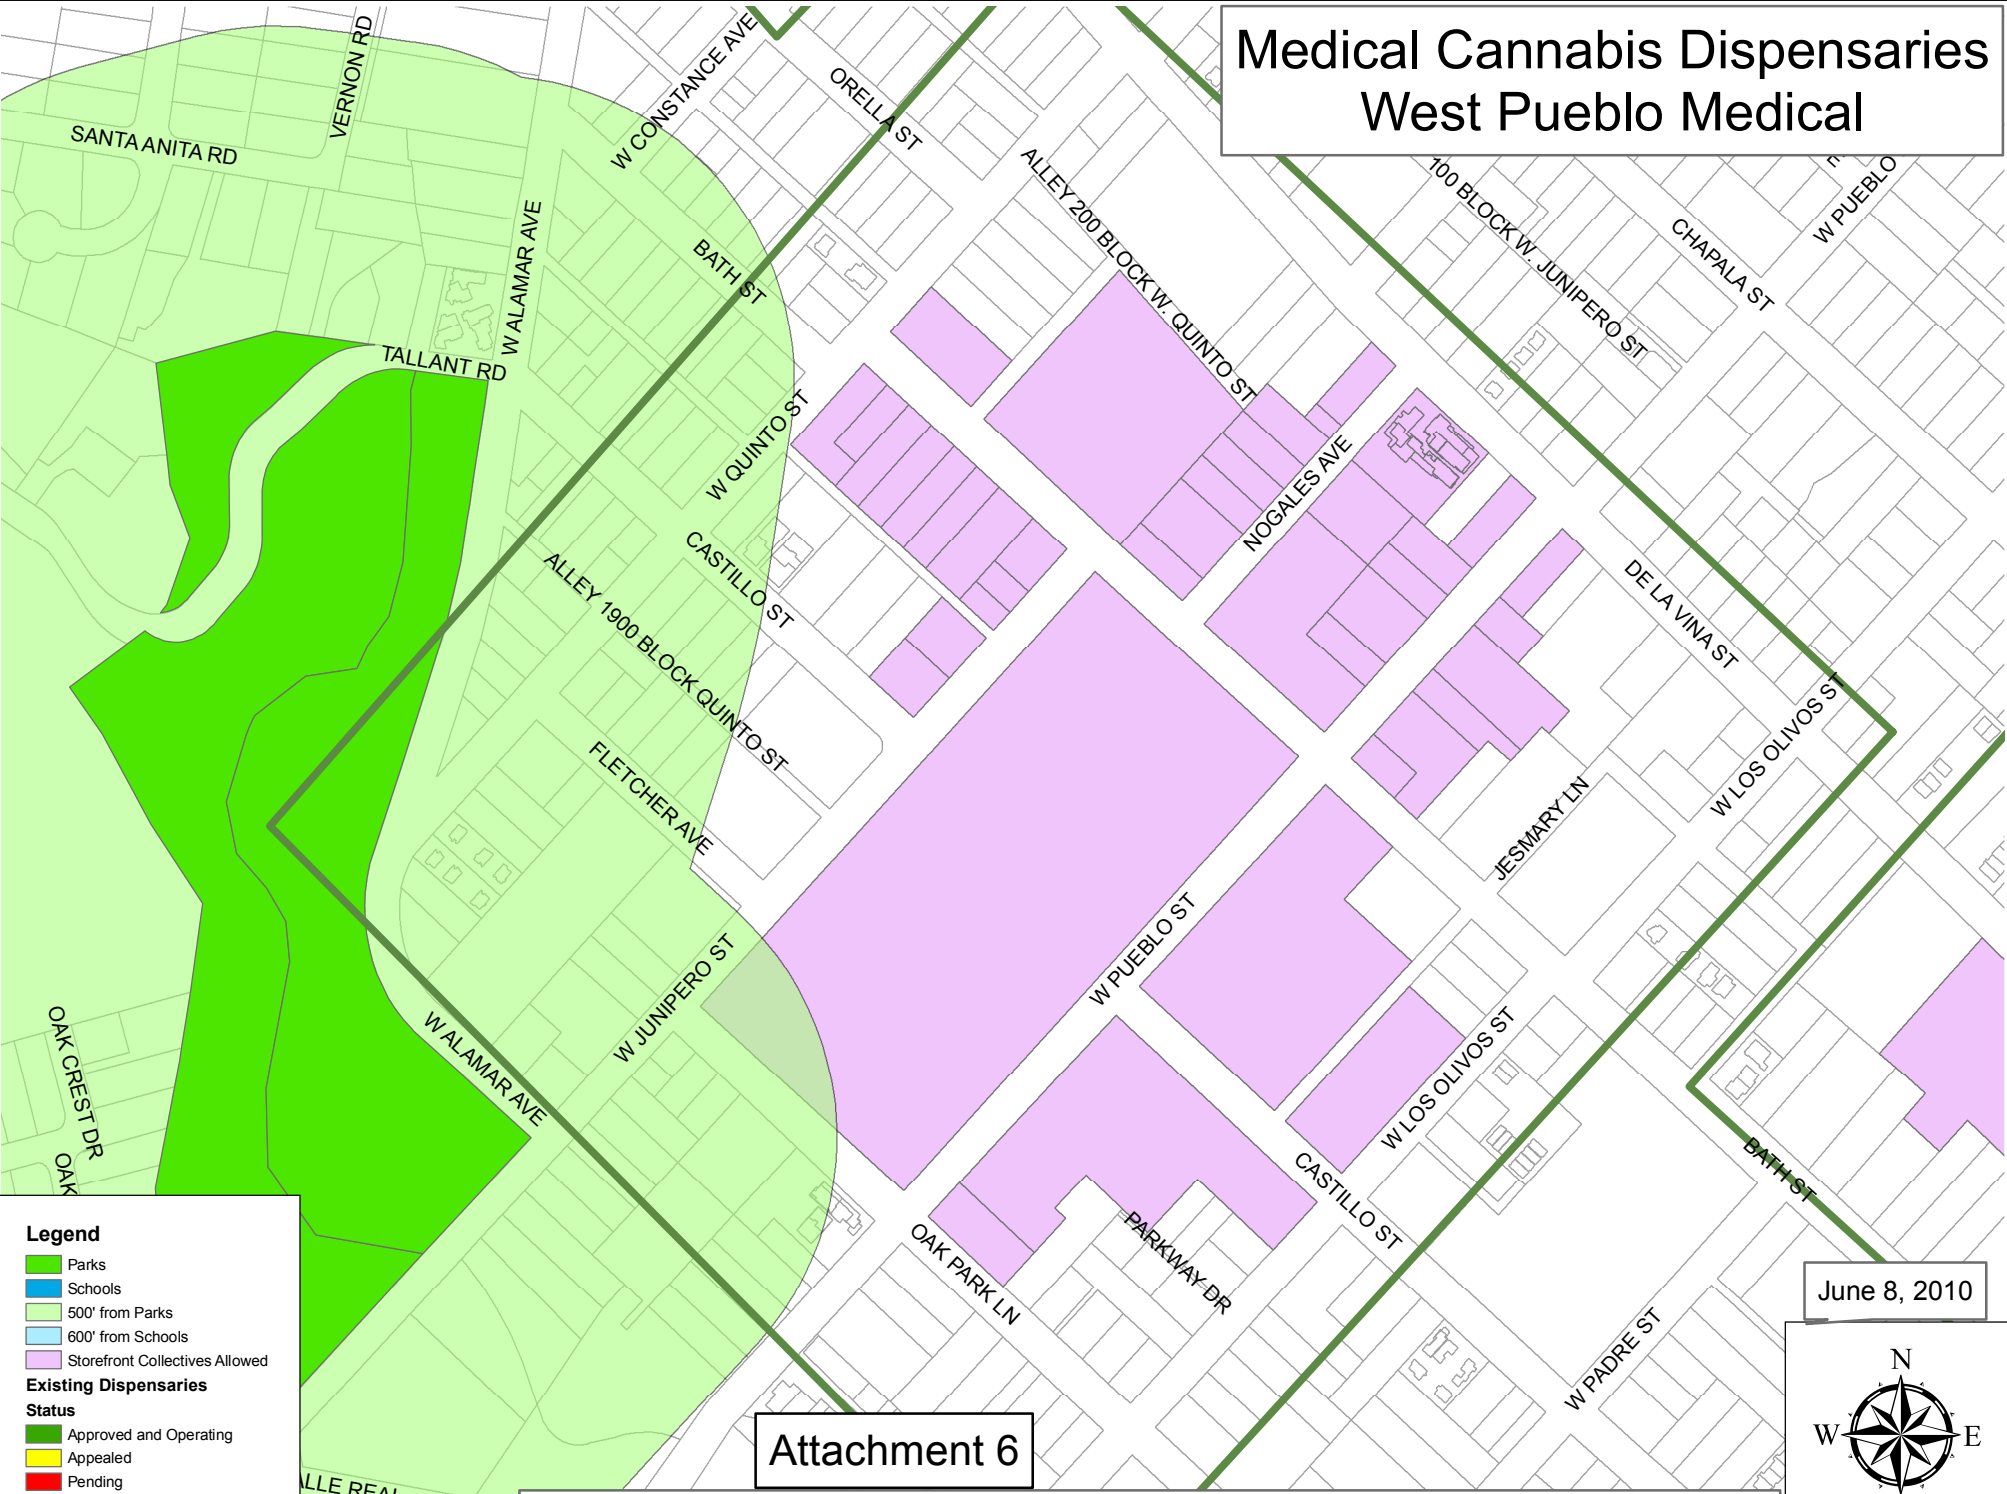 Medical Cannabis Dispensaries
West Pueblo Medical
VERNON RD
SANTA ANITA RD
W CONSTANCE AVE
ORELLA ST
W ALAMAR AVE
BATH ST
ALLEY 200 BLOCK W. QUINTO ST
100 BLOCK W. JUNIPERO ST
CHAPALA ST
W PUEBLO
TALLANT RD
W QUINTO ST
NOGALES AVE
CASTILLO ST
ALLEY 1900 BLOCK QUINTO ST
DE LA VINA ST
W LOS OLIVOS ST
FLETCHER AVE
JESMARY LN
W PUEBLO ST
W JUNIPERO ST
W ALAMAR AVE
OAK CREST DR
OAK
W LOS OLIVOS ST
CASTILLO ST
BATH ST
PARKWAY DR
OAK PARK LN
W PADRE ST
ALLE REAL
Legend
Parks
Schools
500' from Parks
600' from Schools
Storefront Collectives Allowed
Existing Dispensaries
Status
Approved and Operating
Appealed
Pending
Attachment 6
June 8, 2010
N
W
E